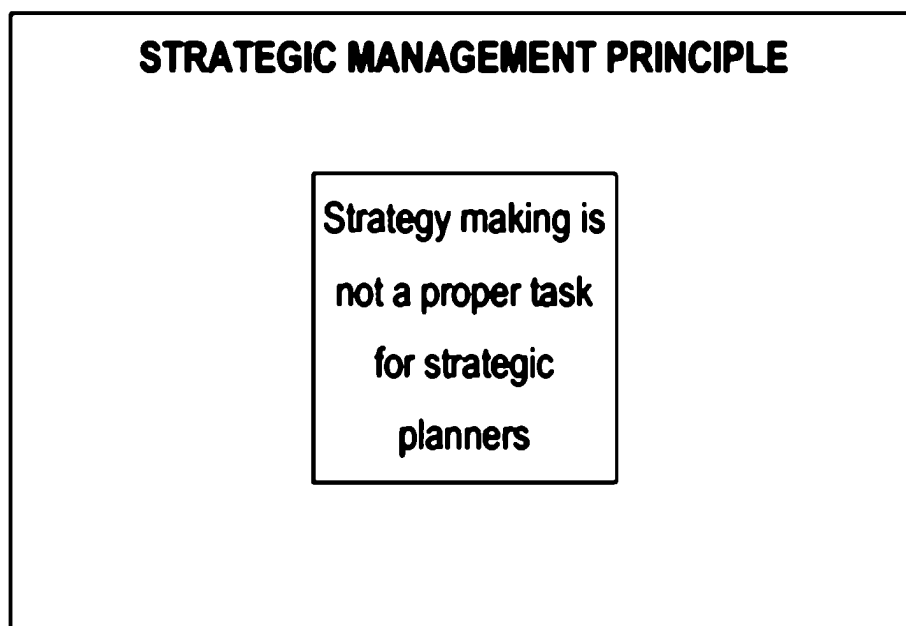 STRATEGIC MANAGEMENT PRINCIPLE
Strategy making is
not a proper task
for strategic
planners